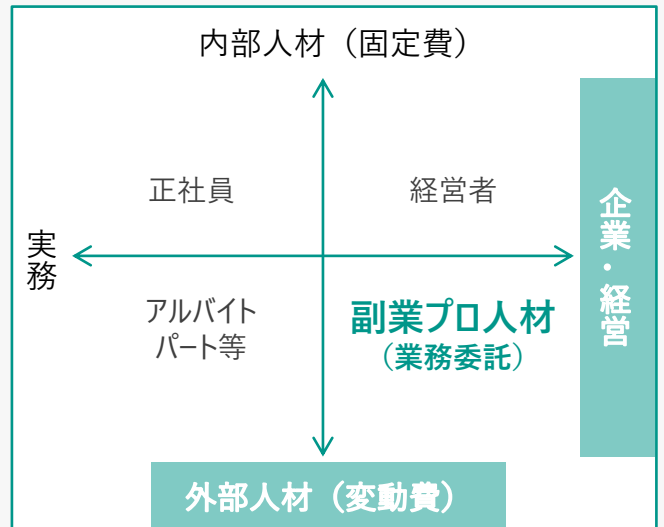 内部人材（固定費）
正社員
経営者
実務
企業・経営
アルバイト
パート等
副業プロ人材
（業務委託）
外部人材（変動費）